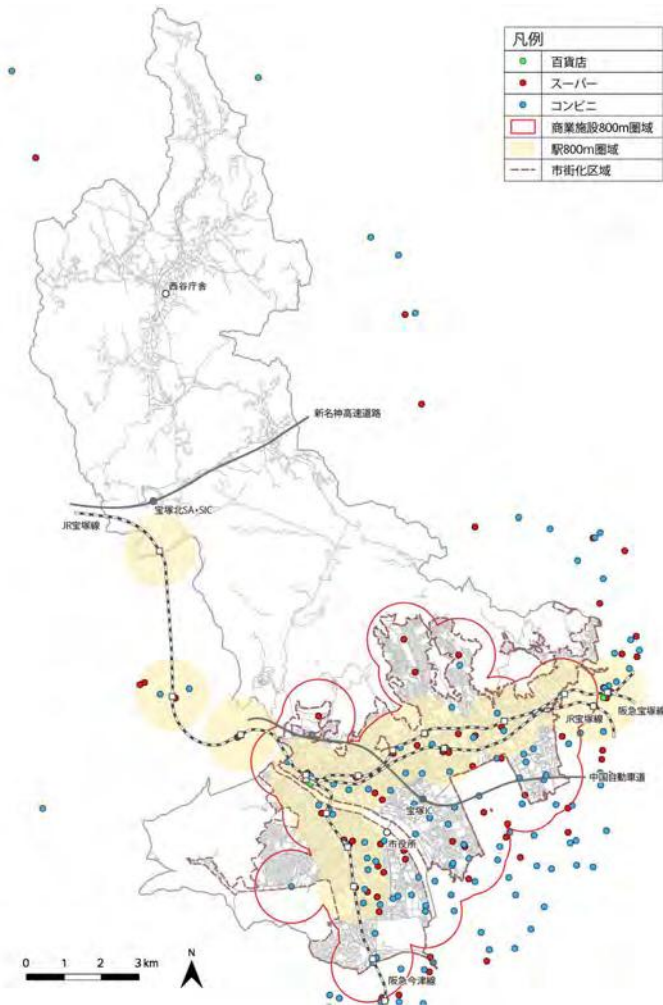 凡例
百貨店
スーパー
コンビニ
商業施設800m圏域
駅800m圏域
市街化区域
西谷庁舎
新名神高速道路
宝塚北SA・SIC
JR宝塚線
阪急宝塚線
JR宝塚線
中国自動車道
宝塚IC
市役所
阪急今津線
0 1 2 3km
N